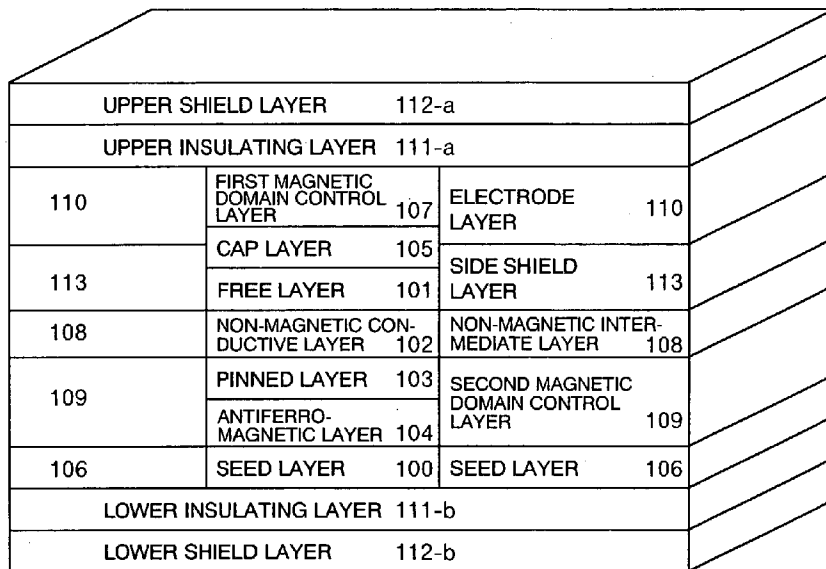 UPPER SHIELD LAYER 112-a
UPPER INSULATING LAYER 111-a
110
FIRST MAGNETIC
DOMAIN CONTROL
LAYER 107
ELECTRODE
LAYER 110
CAP LAYER 105
113
FREE LAYER 101
SIDE SHIELD
LAYER 113
108
NON-MAGNETIC CON-
DUCTIVE LAYER 102
NON-MAGNETIC INTER-
MEDIATE LAYER 108
109
PINNED LAYER 103
ANTIFERRO-
MAGNETIC LAYER 104
SECOND MAGNETIC
DOMAIN CONTROL
LAYER 109
106
SEED LAYER 100
SEED LAYER 106
LOWER INSULATING LAYER 111-b
LOWER SHIELD LAYER 112-b